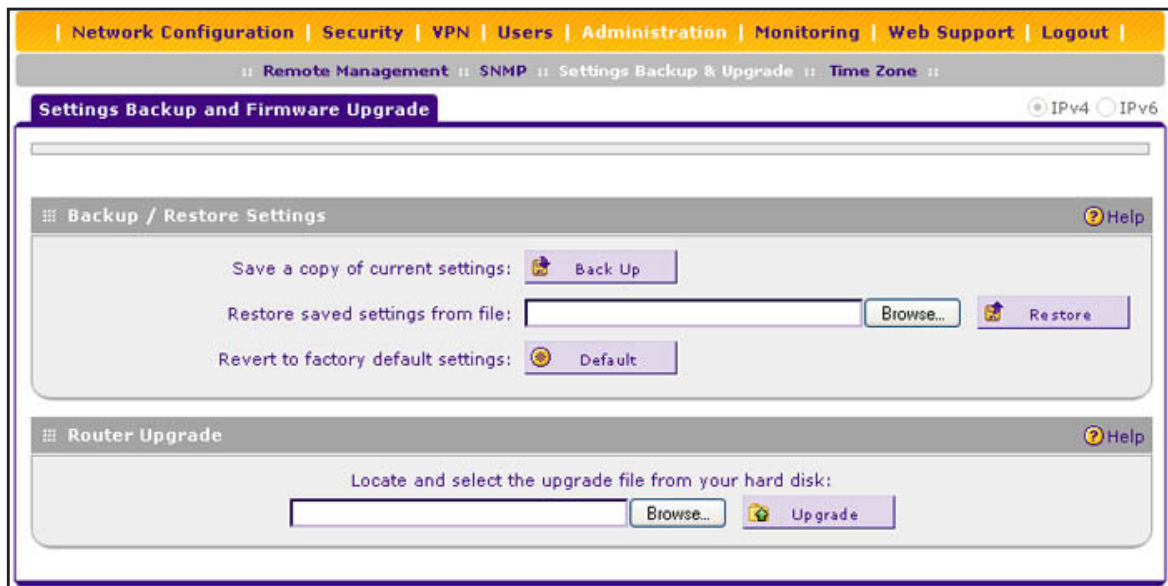 | Network Configuration | Security | VPN | Users | Administration | Monitoring | Web Support | Logout |
:: Remote Management :: SNMP :: Settings Backup & Upgrade :: Time Zone ::
Settings Backup and Firmware Upgrade IPv4 IPv6
Backup / Restore Settings Help
Save a copy of current settings: Back Up
Restore saved settings from file: Browse... Restore
Revert to factory default settings: Default
Router Upgrade Help
Locate and select the upgrade file from your hard disk:
Browse... Upgrade